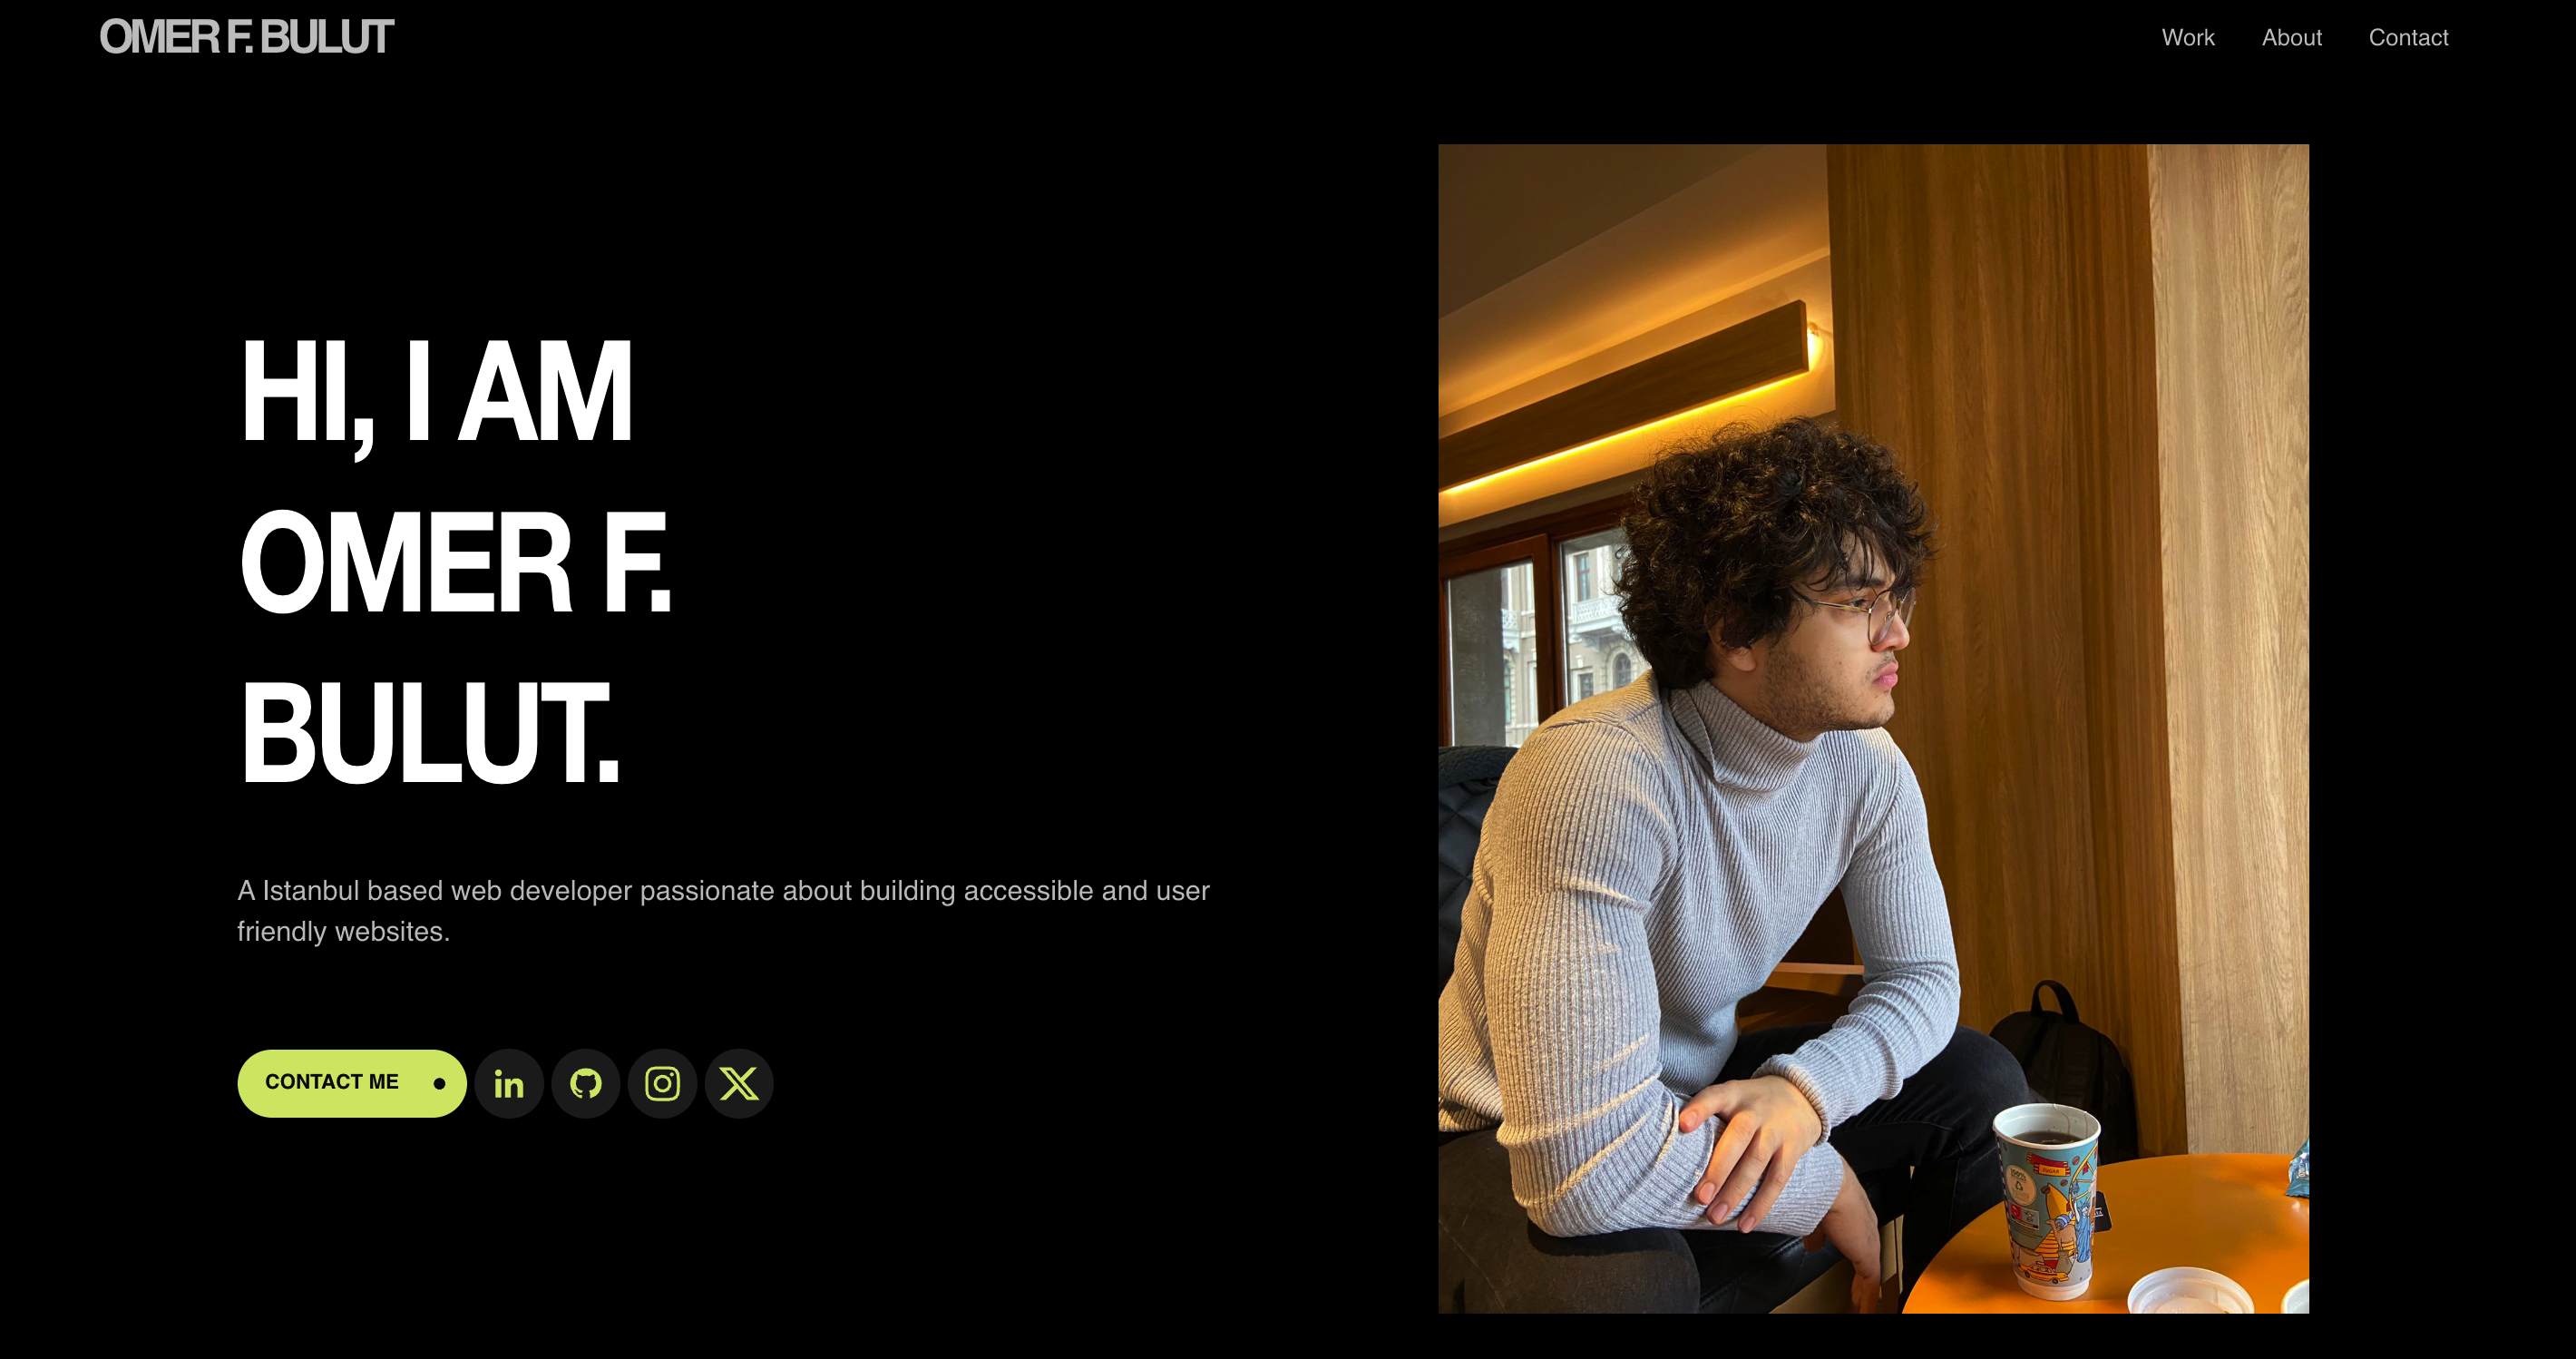 OMER F. BULUT
Work About Contact
HI, I AM
OMER F.
BULUT.
A Istanbul based web developer passionate about building accessible and user
friendly websites.
CONTACT ME
in